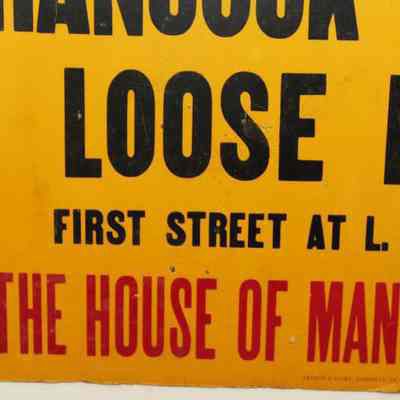 HANCOCK
LOOSE
FIRST STREET AT L.
THE HOUSE OF MAN